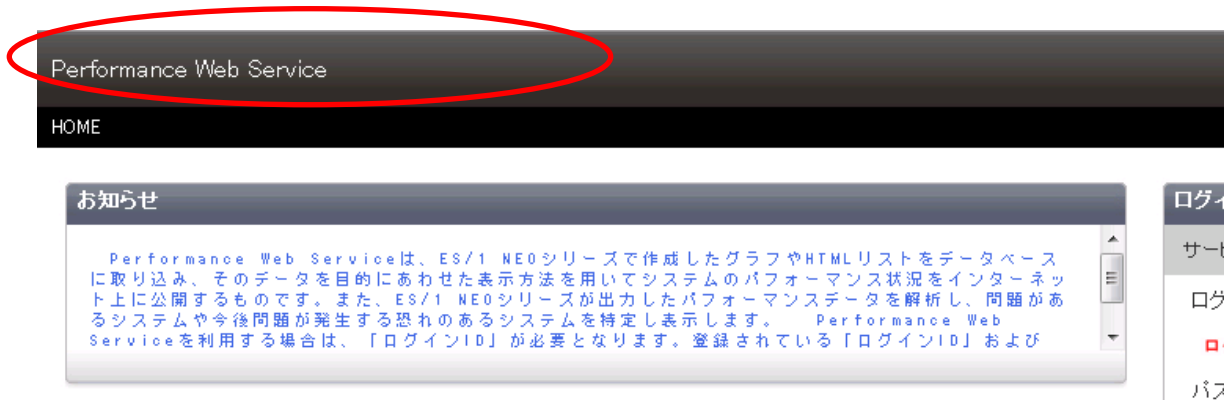 Performance Web Service
HOME
お知らせ
Performance Web Serviceは、ES/1 NEOシリーズで作成したグラフやHTMLリストをデータベース
に取り込み、そのデータを目的にあわせた表示方法を用いてシステムのパフォーマンス状況をインターネッ
ト上に公開するものです。また、ES/1 NEOシリーズが出力したパフォーマンスデータを解析し、問題があ
るシステムや今後問題が発生する恐れのあるシステムを特定し表示します。 Performance Web
Serviceを利用する場合は、「ログインID」が必要となります。登録されている「ログインID」および
ログイ
サービ
ログ
ロ
パス